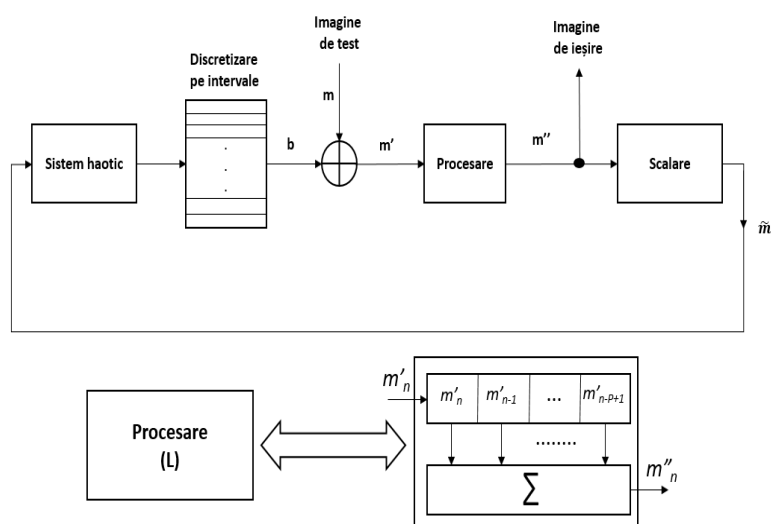 Imagine
de test
Imagine
de ieșire
Discretizare
pe intervale
m
b
m'
m''
Sistem haotic
.
.
.
Procesare
Scalare
m̃
m'n
m'n
m'n-1
...
m'n-P+1
Procesare
(L)
........
Σ
m''n